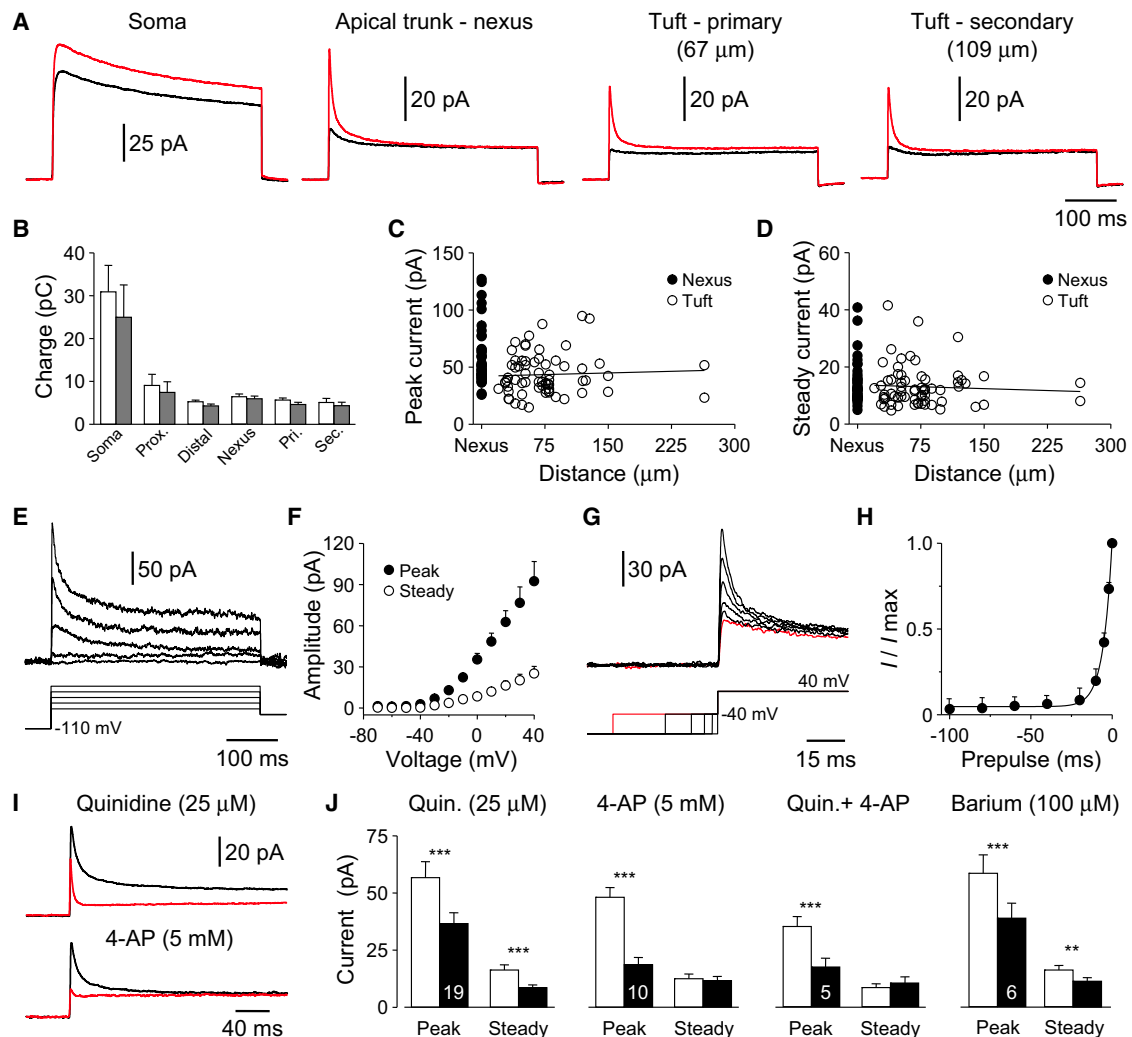 A
Soma
Apical trunk - nexus
Tuft - primary
(67 μm)
Tuft - secondary
(109 μm)
25 pA
20 pA
20 pA
20 pA
100 ms
B
Charge (pC)
40
30
20
10
0
Soma
Prox.
Distal
Nexus
Pri.
Sec.
C
Peak current (pA)
150
100
50
0
Nexus
Tuft
Nexus 75 150 225 300
Distance (μm)
D
Steady current (pA)
60
40
20
0
Nexus
Tuft
Nexus 75 150 225 300
Distance (μm)
E
50 pA
-110 mV
100 ms
F
Amplitude (pA)
120
90
60
30
0
Peak
Steady
-80 -40 0 40
Voltage (mV)
G
30 pA
40 mV
-40 mV
15 ms
H
I / I max
1.0
0.5
0
-100 -50 0
Prepulse (ms)
I
Quinidine (25 μM)
20 pA
4-AP (5 mM)
40 ms
J
Quin. (25 μM)
4-AP (5 mM)
Quin.+ 4-AP
Barium (100 μM)
Current (pA)
75
50
25
0
*** ***
19
Peak Steady
***
10
Peak Steady
***
5
Peak Steady
*** **
6
Peak Steady